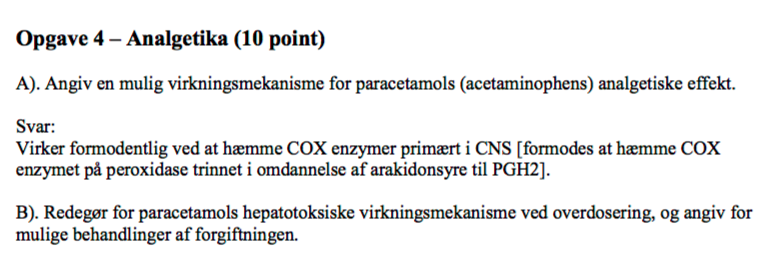 Opgave 4 – Analgetika (10 point)
A). Angiv en mulig virkningsmekanisme for paracetamols (acetaminophens) analgetiske effekt.
Svar:
Virker formodentlig ved at hæmme COX enzymer primært i CNS [formodes at hæmme COX
enzymet på peroxidase trinnet i omdannelse af arakidonsyre til PGH2].
B). Redegør for paracetamols hepatotoksiske virkningsmekanisme ved overdosering, og angiv for
mulige behandlinger af forgiftningen.